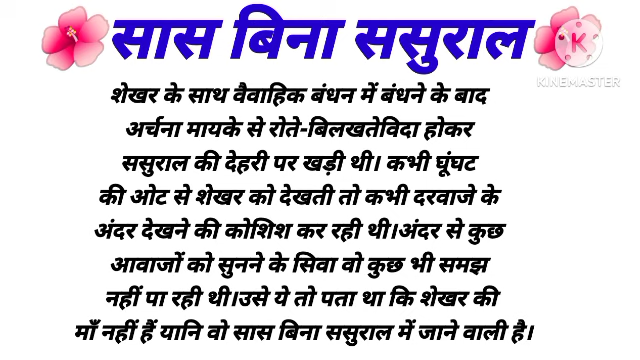 सास बिना ससुराल
KINEMASTER
शेखर के साथ वैवाहिक बंधन में बंधने के बाद
अर्चना मायके से रोते-बिलखतेविदा होकर
ससुराल की देहरी पर खड़ी थी। कभी घूंघट
की ओट से शेखर को देखती तो कभी दरवाजे के
अंदर देखने की कोशिश कर रही थी।अंदर से कुछ
आवाजों को सुनने के सिवा वो कुछ भी समझ
नहीं पा रही थी।उसे ये तो पता था कि शेखर की
माँ नहीं हैं यानि वो सास बिना ससुराल में जाने वाली है।